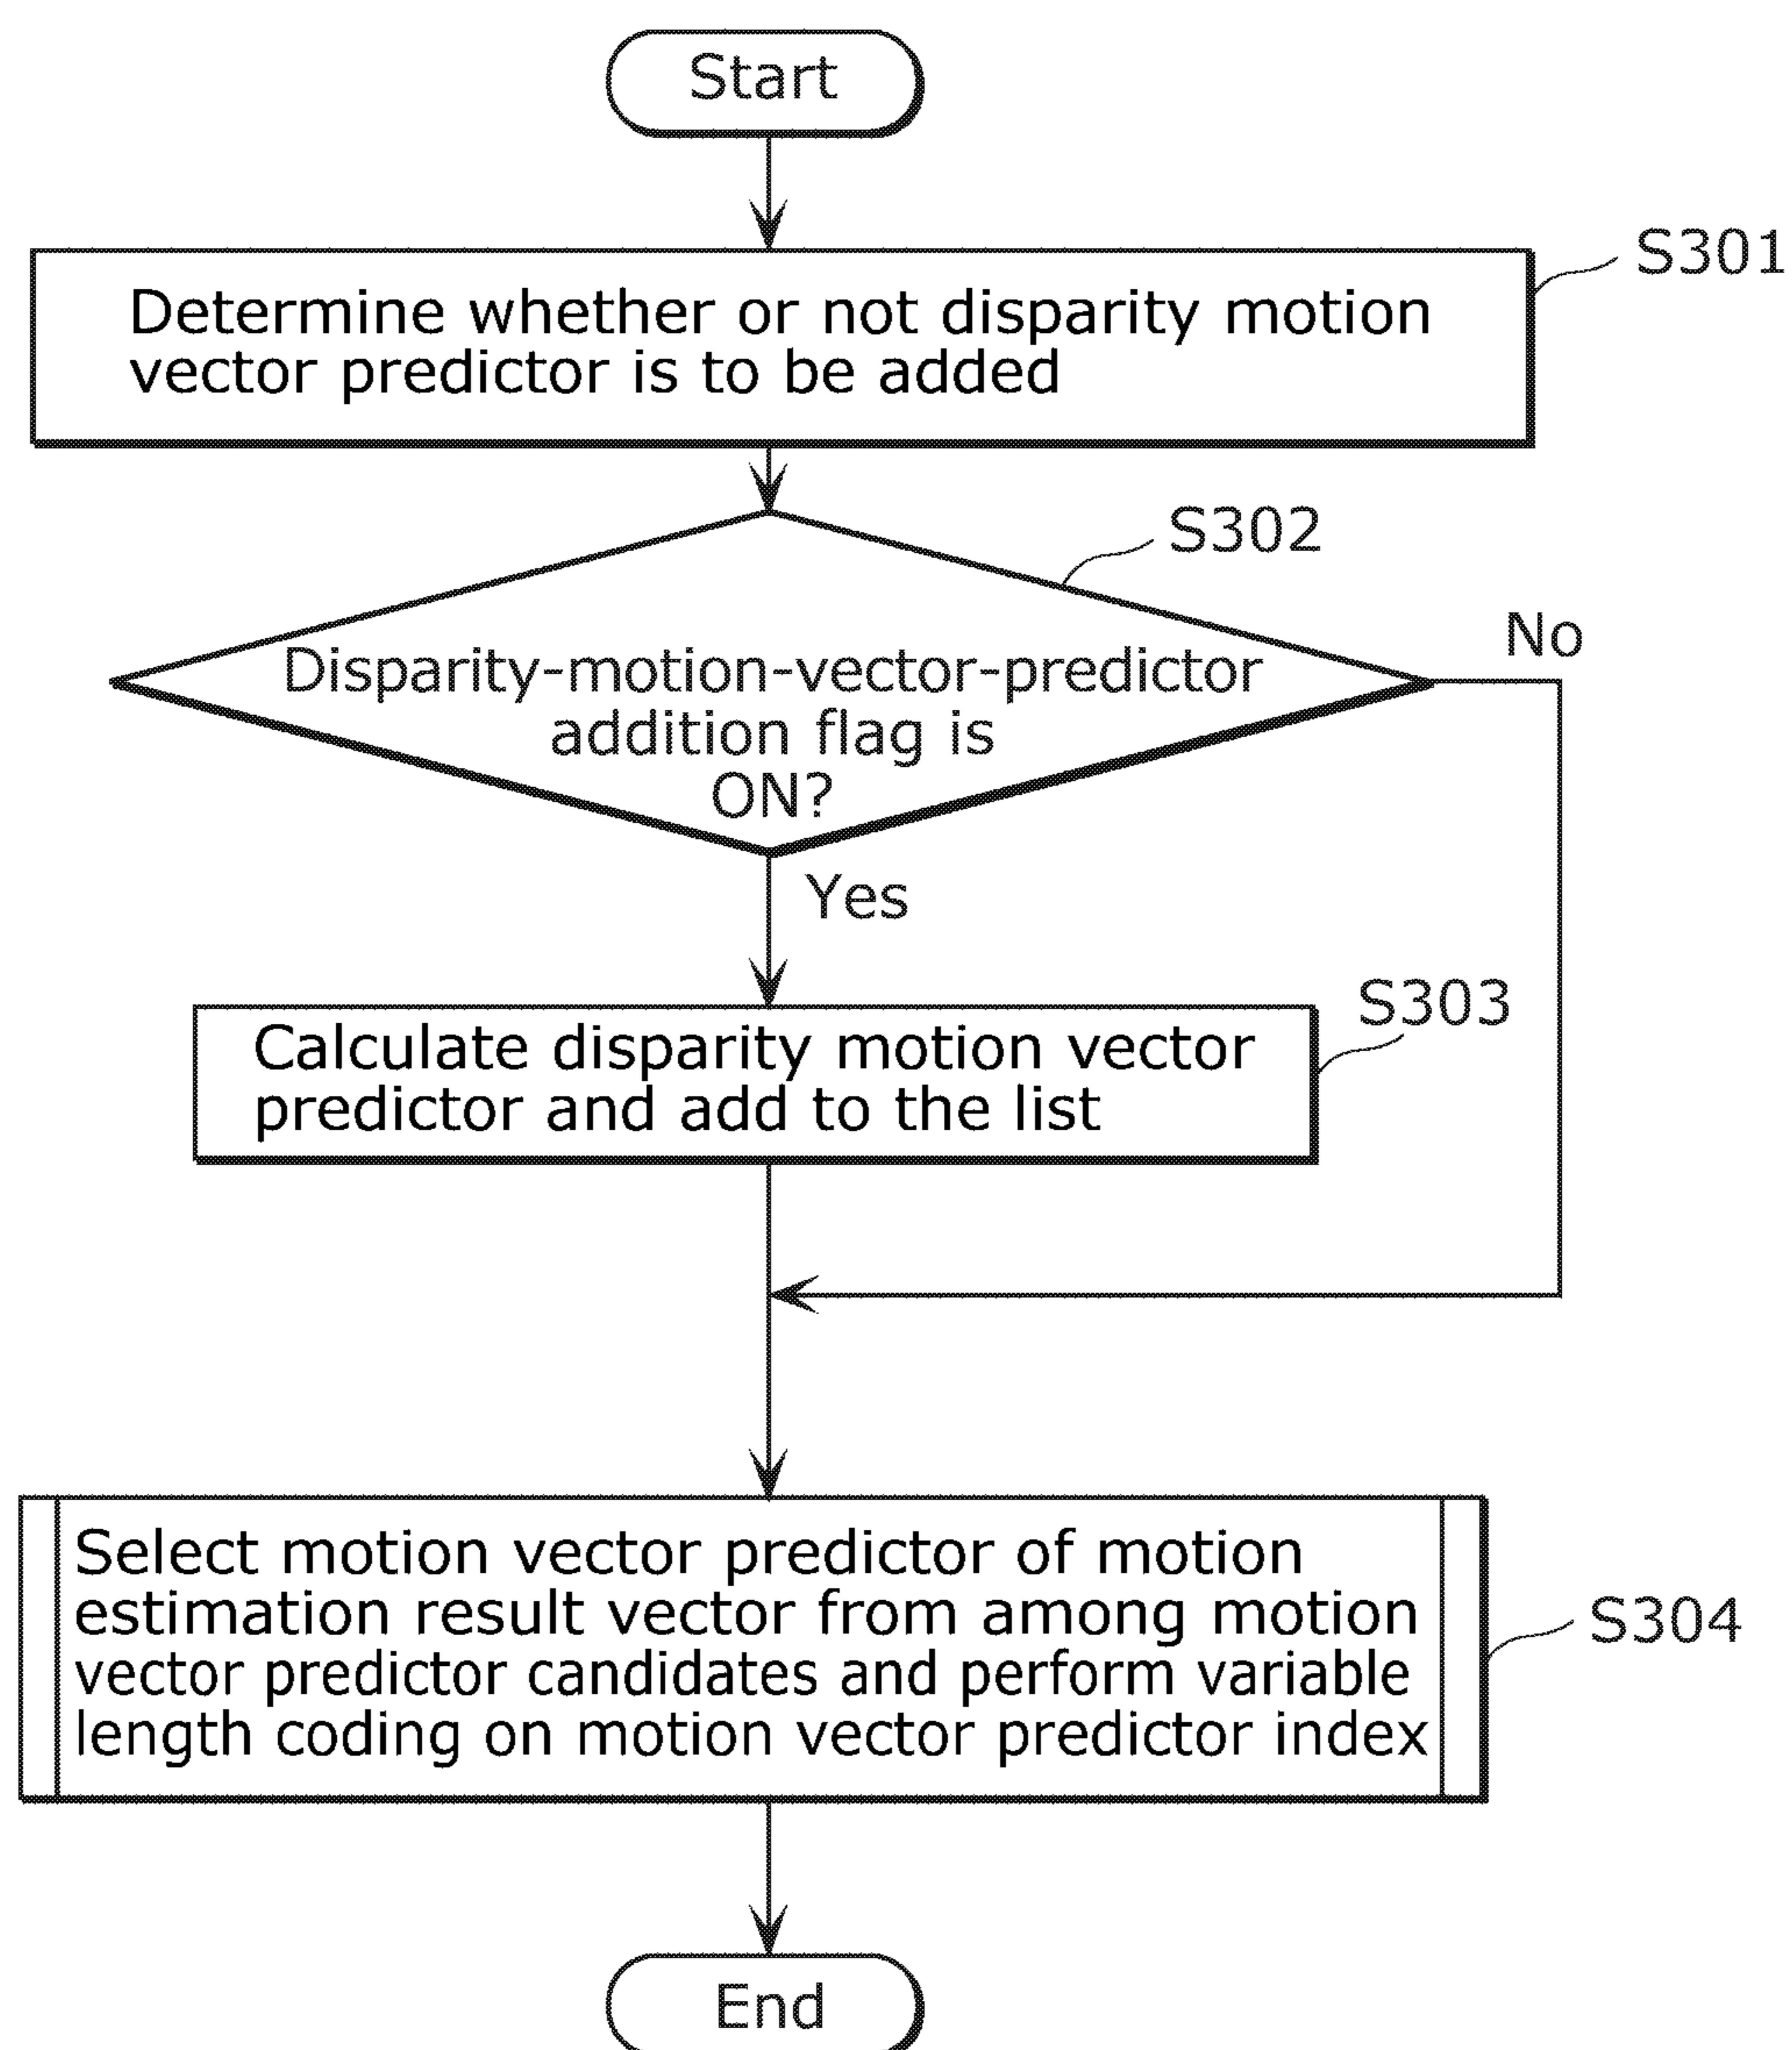 Start
S301
Determine whether or not disparity motion
vector predictor is to be added
S302
No
Disparity-motion-vector-predictor
addition flag is
ON?
Yes
S303
Calculate disparity motion vector
predictor and add to the list
Select motion vector predictor of motion
estimation result vector from among motion
vector predictor candidates and perform variable
length coding on motion vector predictor index
S304
End